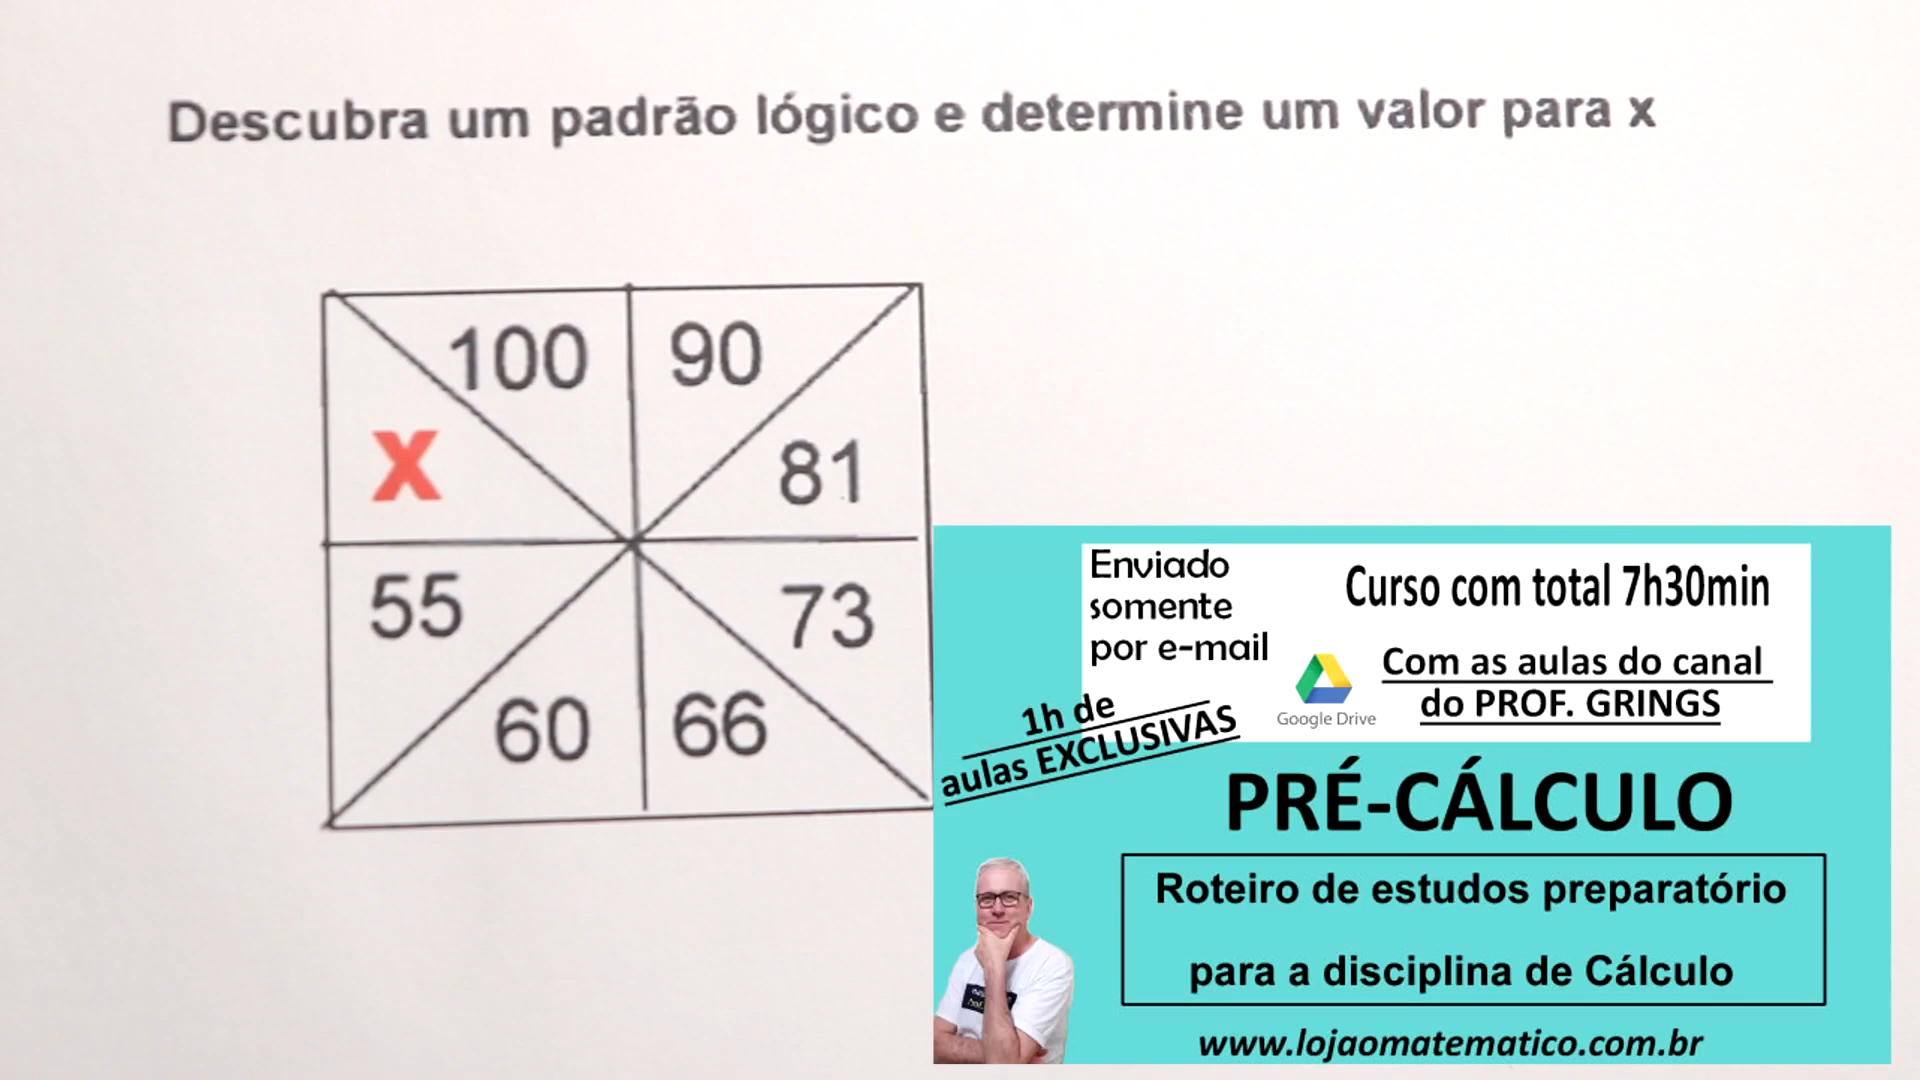 Descubra um padrão lógico e determine um valor para x
100 90
X 81
55 73
60 66
Enviado
somente
por e-mail
Curso com total 7h30min
Google Drive
Com as aulas do canal
do PROF. GRINGS
1h de
aulas EXCLUSIVAS
PRÉ-CÁLCULO
Roteiro de estudos preparatório
para a disciplina de Cálculo
www.lojaomatematico.com.br